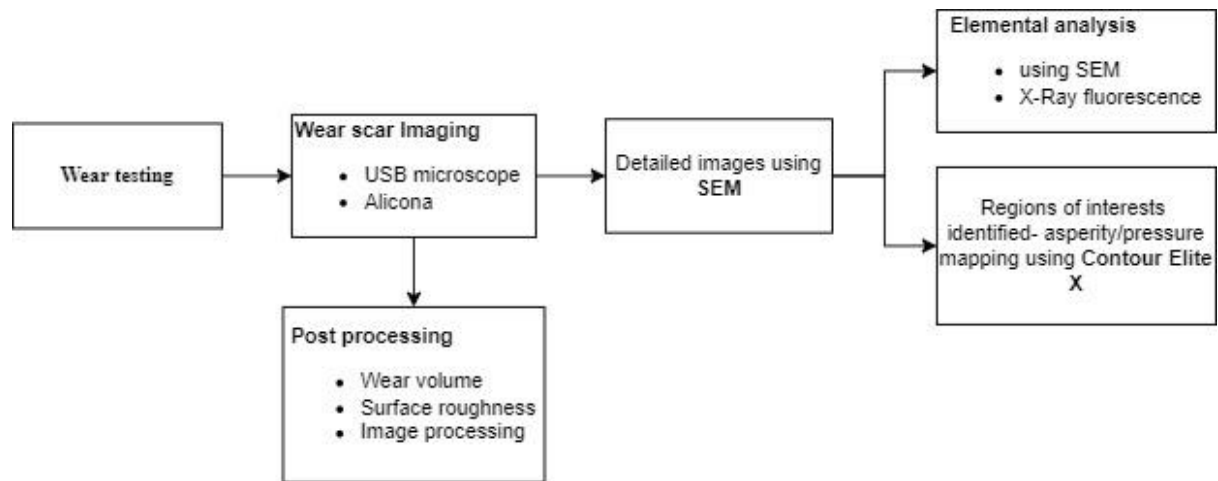 Wear testing
Wear scar Imaging
• USB microscope
• Alicona
Post processing
• Wear volume
• Surface roughness
• Image processing
Detailed images using
SEM
Elemental analysis
• using SEM
• X-Ray fluorescence
Regions of interests
identified- asperity/pressure
mapping using Contour Elite
X